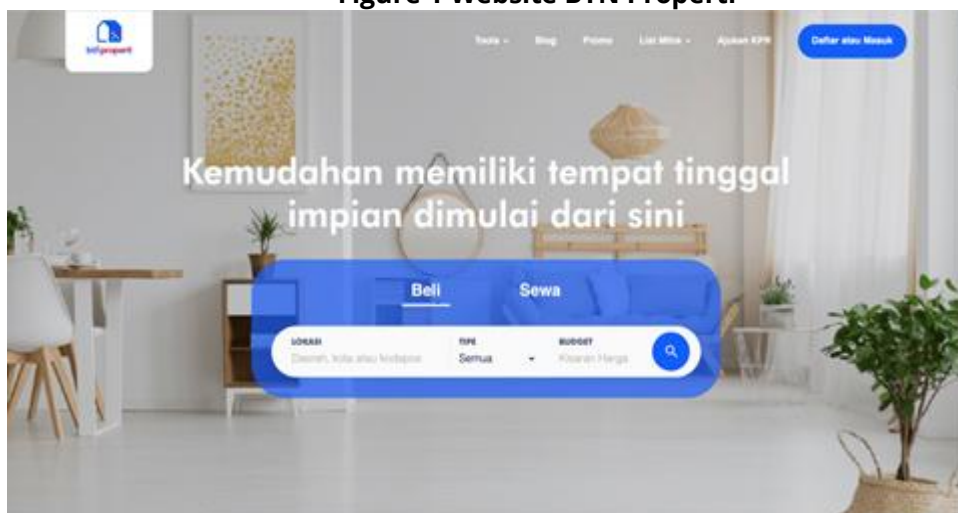 Figure 1 Website BTN Properti
btnproperti
Tools
Blog
Promo
List Mitra
Ajukan KPR
Daftar atau Masuk
Kemudahan memiliki tempat tinggal
impian dimulai dari sini
Beli
Sewa
LOKASI
TIPE
BUDGET
Daerah, kota atau kodepos
Semua
Kisaran Harga